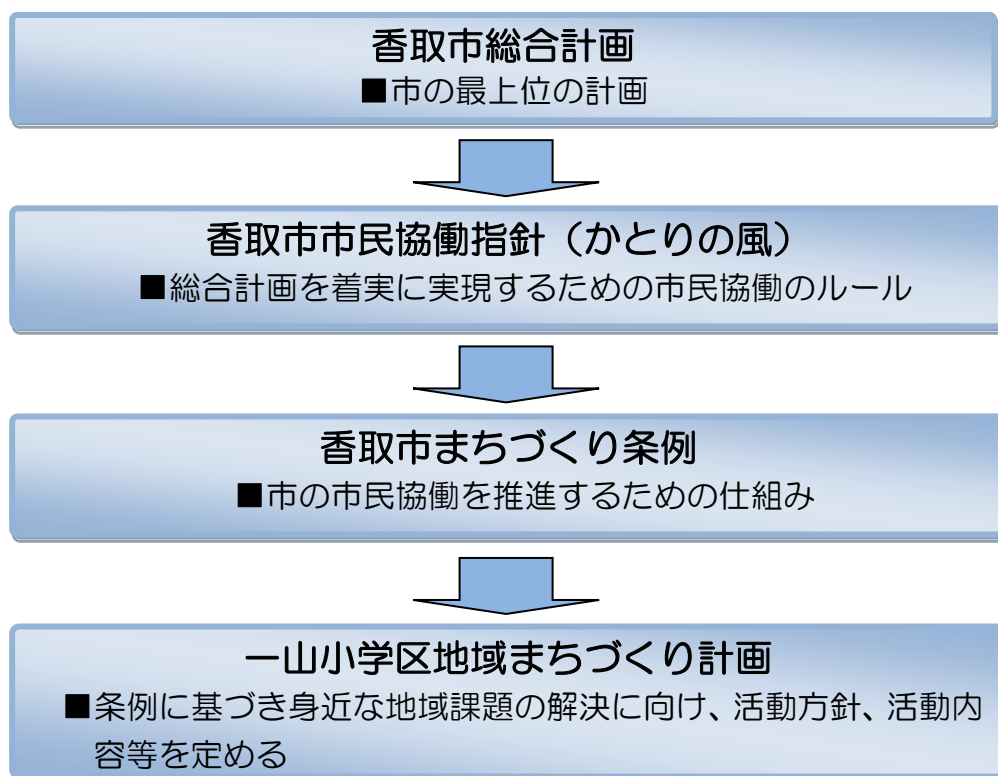 香取市総合計画
■市の最上位の計画
香取市市民協働指針（かとりの風）
■総合計画を着実に実現するための市民協働のルール
香取市まちづくり条例
■市の市民協働を推進するための仕組み
一山小学区地域まちづくり計画
■条例に基づき身近な地域課題の解決に向け、活動方針、活動内
容等を定める